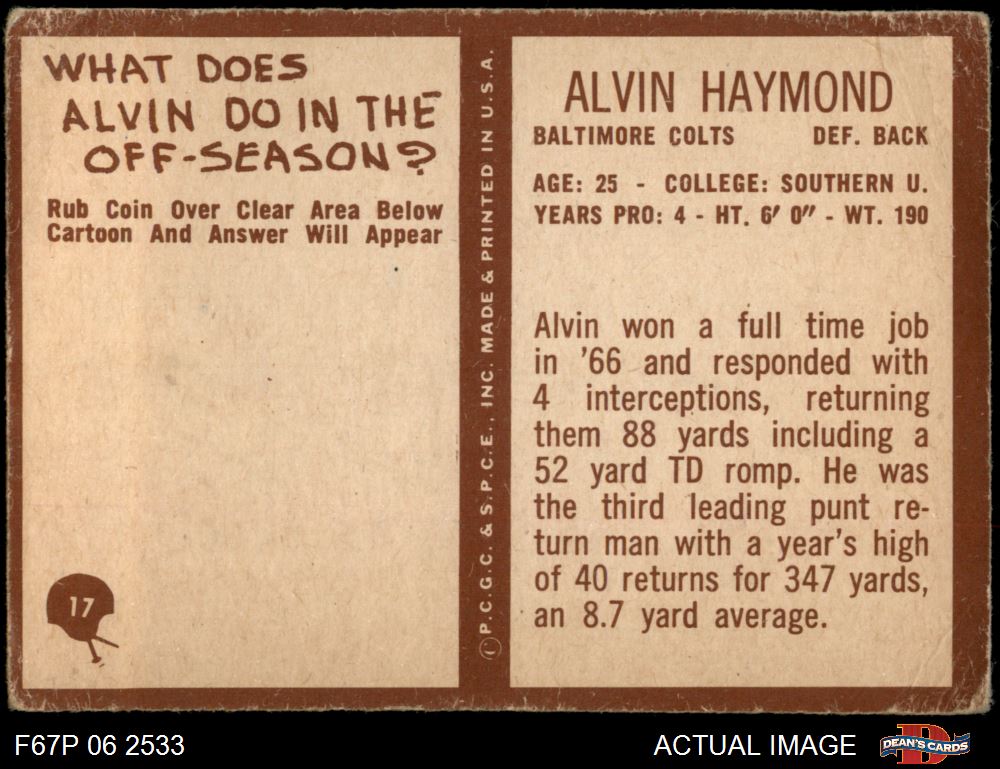 WHAT DOES
ALVIN DO IN THE
OFF-SEASON?
Rub Coin Over Clear Area Below
Cartoon And Answer Will Appear
17
© P.C.G.C. & S.P.C.E., INC. MADE & PRINTED IN U.S.A.
ALVIN HAYMOND
BALTIMORE COLTS DEF. BACK
AGE: 25 - COLLEGE: SOUTHERN U.
YEARS PRO: 4 - HT. 6' 0" - WT. 190
Alvin won a full time job
in '66 and responded with
4 interceptions, returning
them 88 yards including a
52 yard TD romp. He was
the third leading punt re-
turn man with a year's high
of 40 returns for 347 yards,
an 8.7 yard average.
F67P 06 2533
ACTUAL IMAGE
DEAN'S CARDS